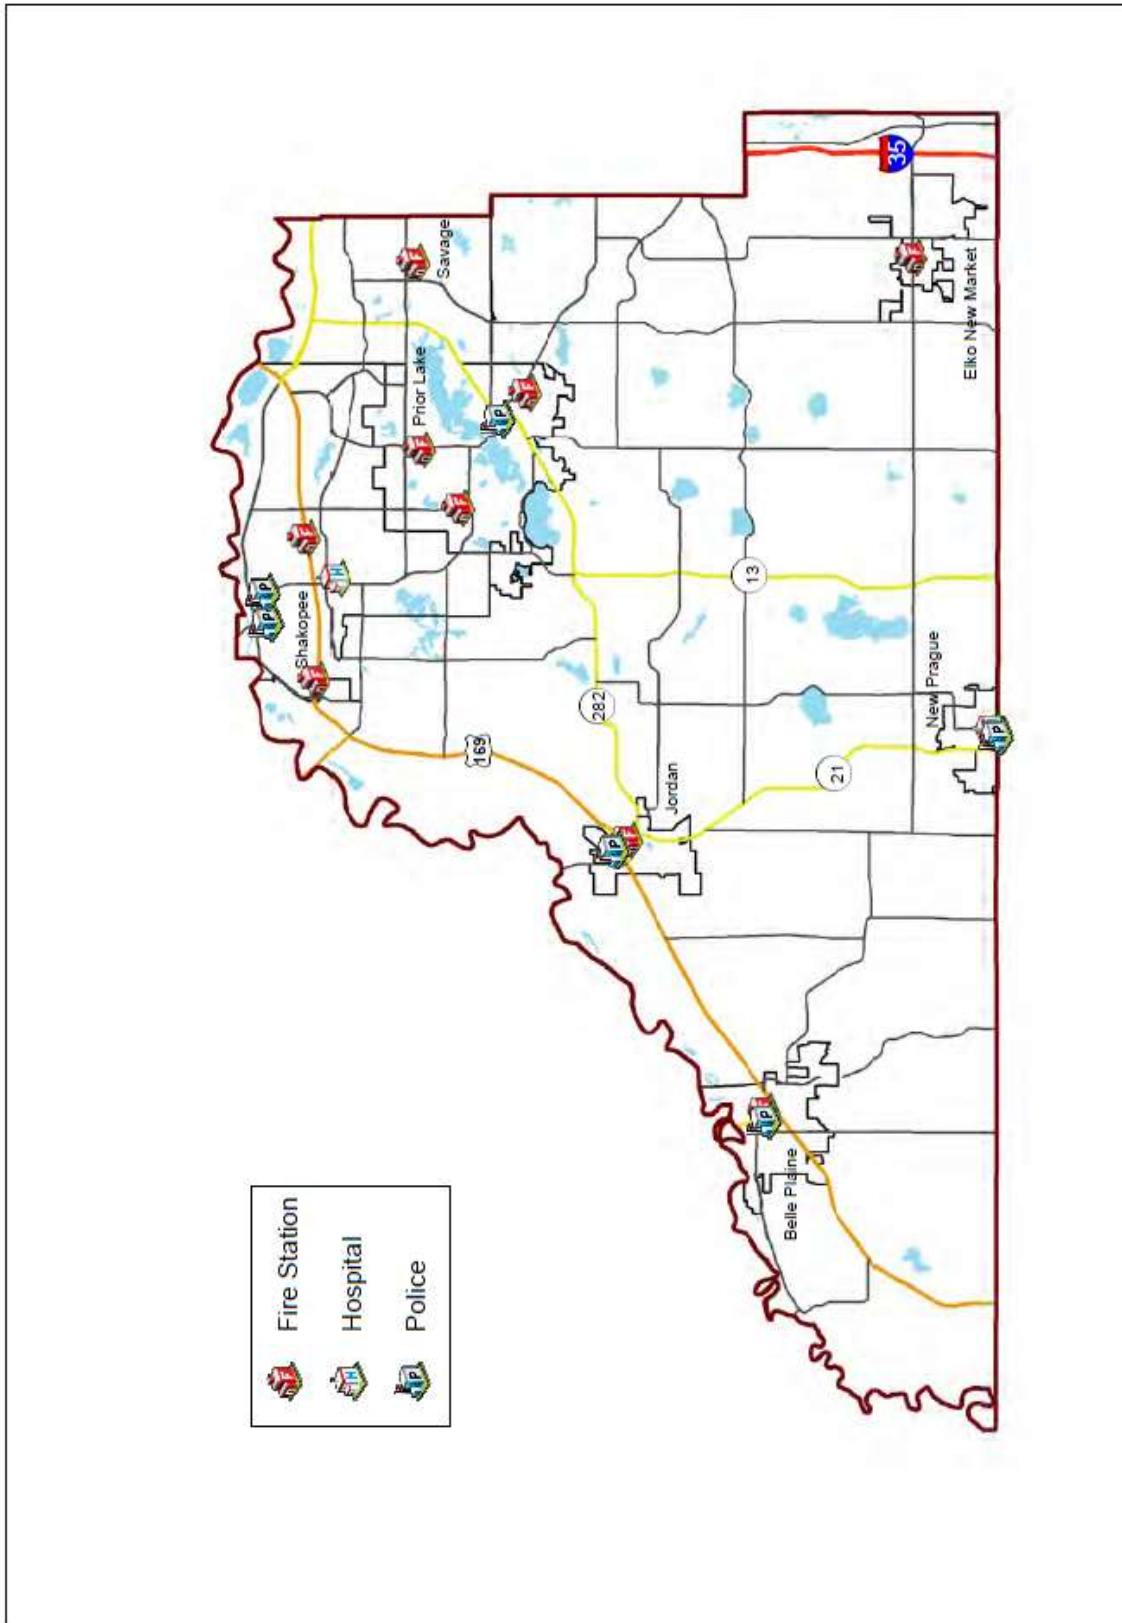 Fire Station
Hospital
Police
Shakopee
Savage
Prior Lake
169
282
13
Jordan
21
New Prague
35
Elko New Market
Belle Plaine
F
H
P